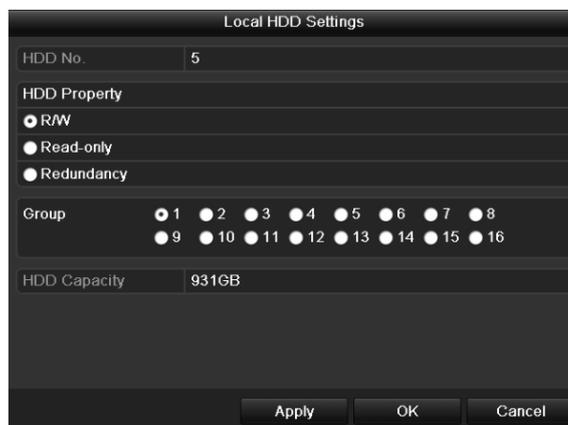 Local HDD Settings
HDD No. 5
HDD Property
R/W
Read-only
Redundancy
Group 1 2 3 4 5 6 7 8
9 10 11 12 13 14 15 16
HDD Capacity 931GB
Apply OK Cancel